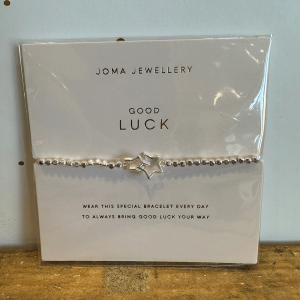 JOMA JEWELLERY
GOOD
LUCK
WEAR THIS SPECIAL BRACELET EVERY DAY
TO ALWAYS BRING GOOD LUCK YOUR WAY